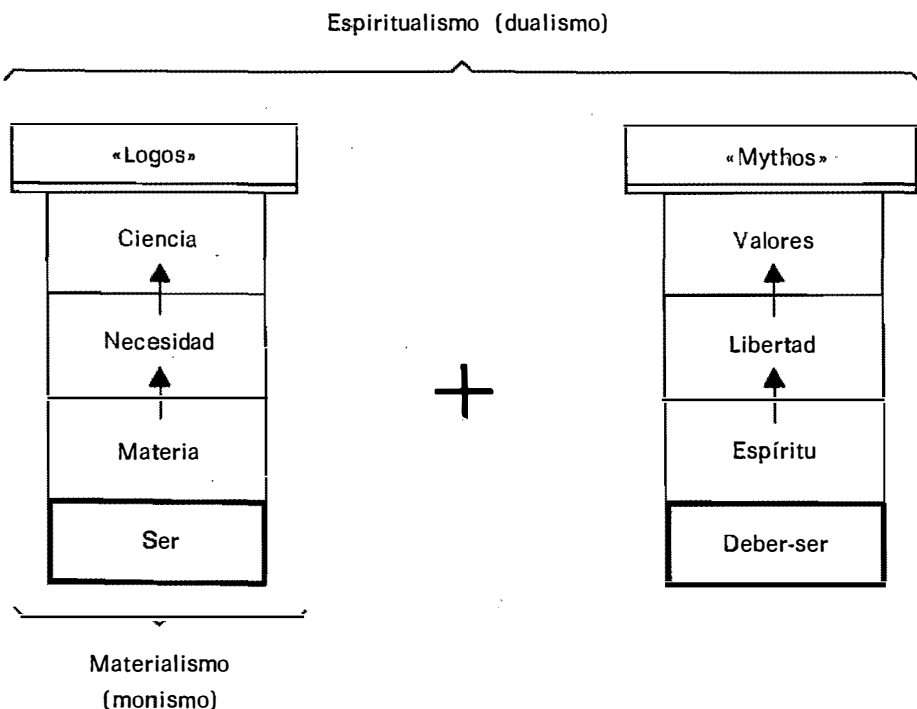 Espiritualismo (dualismo)
«Logos»
Ciencia
Necesidad
Materia
Ser
Materialismo
(monismo)
+
«Mythos»
Valores
Libertad
Espíritu
Deber-ser